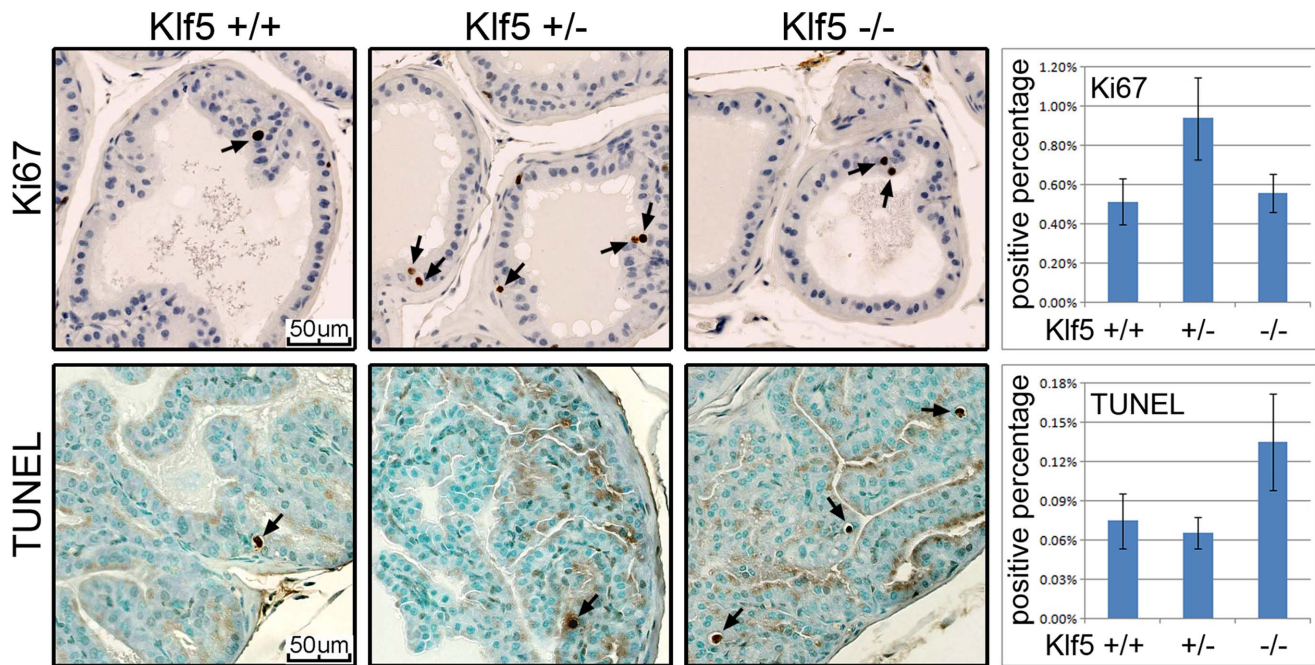 Klf5 +/+ Klf5 +/- Klf5 -/-
Ki67
50um
positive percentage
Ki67
1.20%
1.00%
0.80%
0.60%
0.40%
0.20%
0.00%
Klf5 +/+ +/- -/-
TUNEL
50um
positive percentage
TUNEL
0.18%
0.15%
0.12%
0.09%
0.06%
0.03%
0.00%
Klf5 +/+ +/- -/-